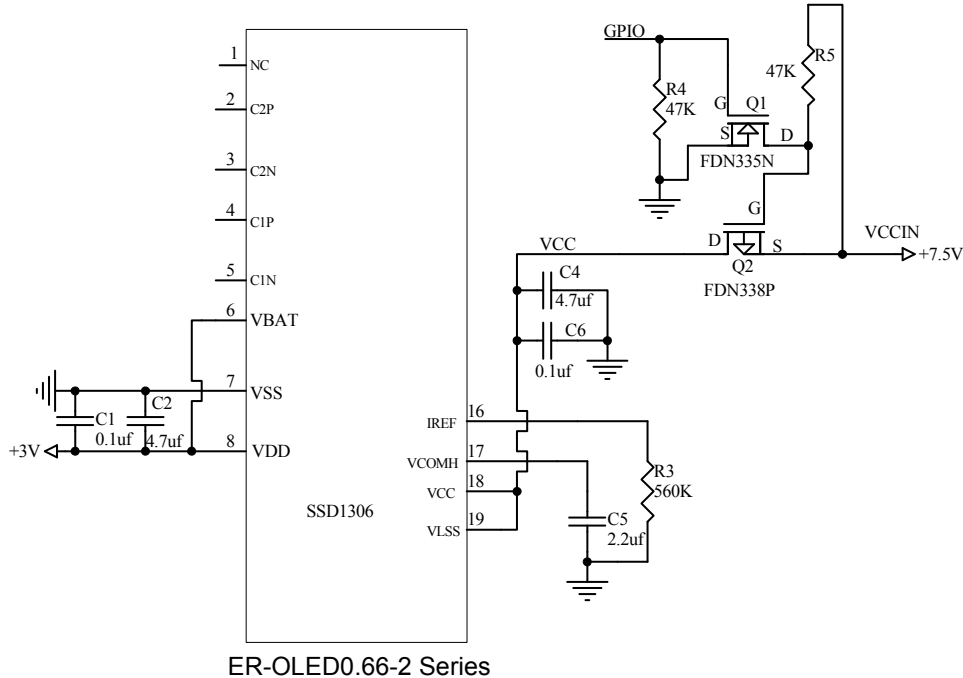 GPIO
R4
47K
R5
47K
G
Q1
S
D
FDN335N
G
D
S
Q2
FDN338P
VCC
VCCIN
+7.5V
C4
4.7uf
C6
0.1uf
1
NC
2
C2P
3
C2N
4
C1P
5
C1N
6
VBAT
7
VSS
C1
0.1uf
C2
4.7uf
+3V
8
VDD
SSD1306
IREF
16
VCOMH
17
VCC
18
VLSS
19
R3
560K
C5
2.2uf
ER-OLED0.66-2 Series